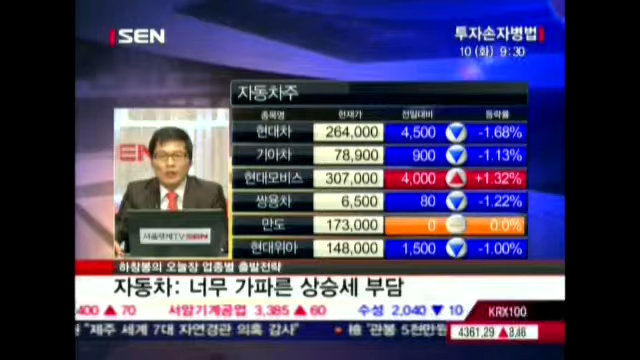 SEN
투자손자병법
10 (화) 9:30
자동차주
종목명 현재가 전일대비 등락률
현대차 264,000 4,500 -1.68%
기아차 78,900 900 -1.13%
현대모비스 307,000 4,000 +1.32%
쌍용차 6,500 80 -1.22%
만도 173,000 0 0.0%
현대위아 148,000 1,500 -1.00%
서울경제TV SEN
하창봉의 오늘장 업종별 출발전략
자동차: 너무 가파른 상승세 부담
400 ▲ 70 서암기계공업 3,385 ▲ 60 수성 2,040 ▼ 10 KRX100
"제주 세계 7대 자연경관 의혹 감사" • 檢 "관봉 5천만원 4361.29 ▲ 8.46